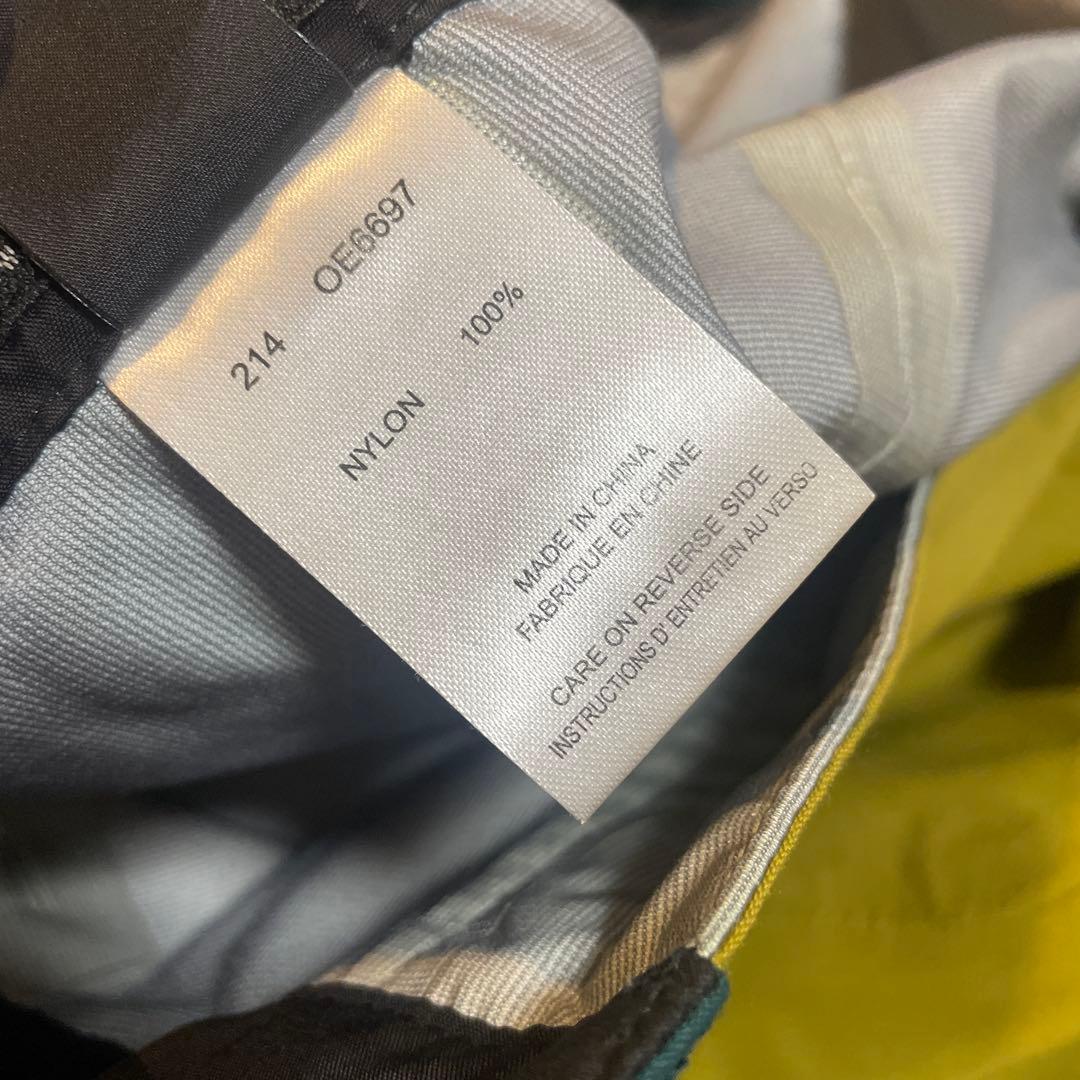 214 OE6697
NYLON 100%
MADE IN CHINA
FABRIQUE EN CHINE
CARE ON REVERSE SIDE
INSTRUCTIONS D'ENTRETIEN AU VERSO